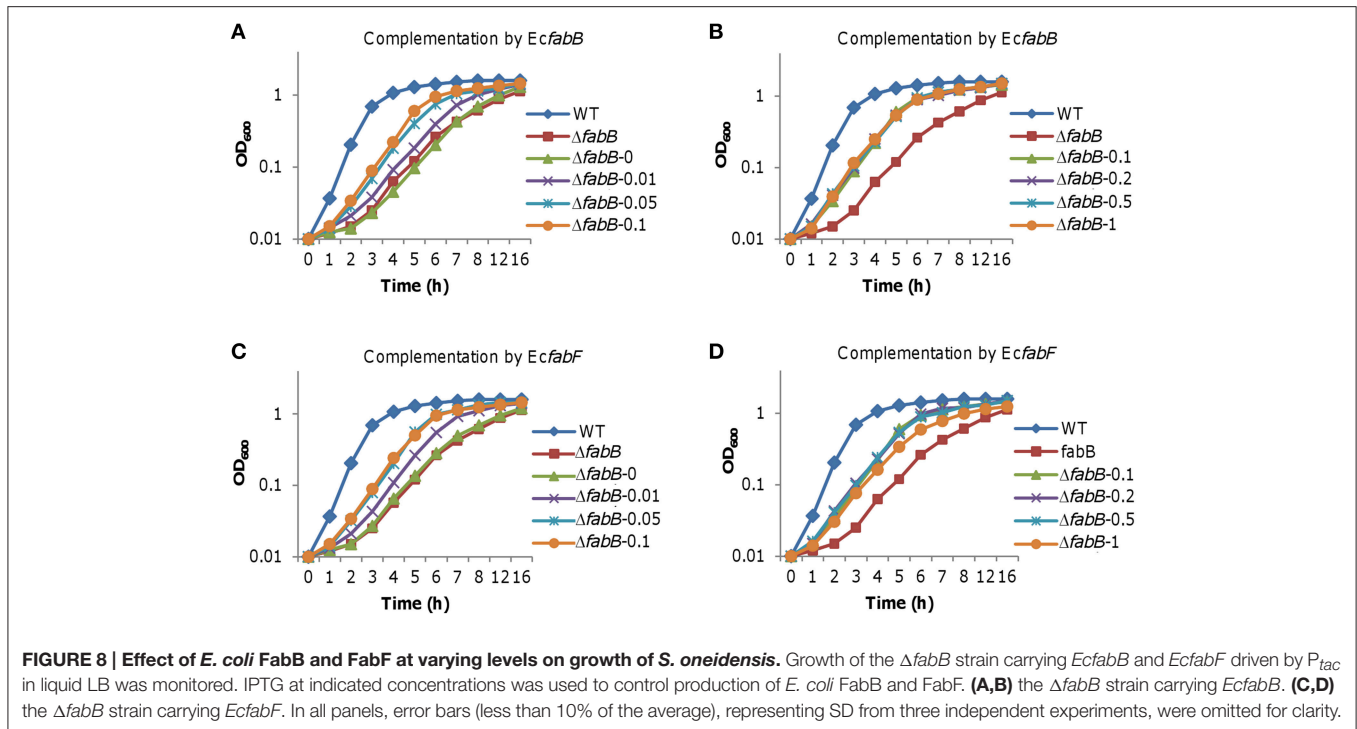 A
Complementation by EcfabB
OD600
1
0.1
0.01
0 1 2 3 4 5 6 7 8 12 16
Time (h)
WT
ΔfabB
ΔfabB-0
ΔfabB-0.01
ΔfabB-0.05
ΔfabB-0.1
B
Complementation by EcfabB
OD600
1
0.1
0.01
0 1 2 3 4 5 6 7 8 12 16
Time (h)
WT
ΔfabB
ΔfabB-0.1
ΔfabB-0.2
ΔfabB-0.5
ΔfabB-1
C
Complementation by EcfabF
OD600
1
0.1
0.01
0 1 2 3 4 5 6 7 8 12 16
Time (h)
WT
ΔfabB
ΔfabB-0
ΔfabB-0.01
ΔfabB-0.05
ΔfabB-0.1
D
Complementation by EcfabF
OD600
1
0.1
0.01
0 1 2 3 4 5 6 7 8 12 16
Time (h)
WT
fabB
ΔfabB-0.1
ΔfabB-0.2
ΔfabB-0.5
ΔfabB-1
FIGURE 8 | Effect of E. coli FabB and FabF at varying levels on growth of S. oneidensis. Growth of the ΔfabB strain carrying EcfabB and EcfabF driven by Ptac
in liquid LB was monitored. IPTG at indicated concentrations was used to control production of E. coli FabB and FabF. (A,B) the ΔfabB strain carrying EcfabB. (C,D)
the ΔfabB strain carrying EcfabF. In all panels, error bars (less than 10% of the average), representing SD from three independent experiments, were omitted for clarity.